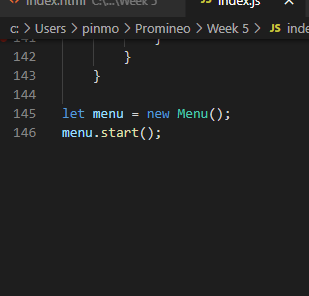 index.html C:\...\Week 5 JS index.js
c: > Users > pinmo > Promineo > Week 5 > JS inde
141 }
142 }
143 }
144
145 let menu = new Menu();
146 menu.start();